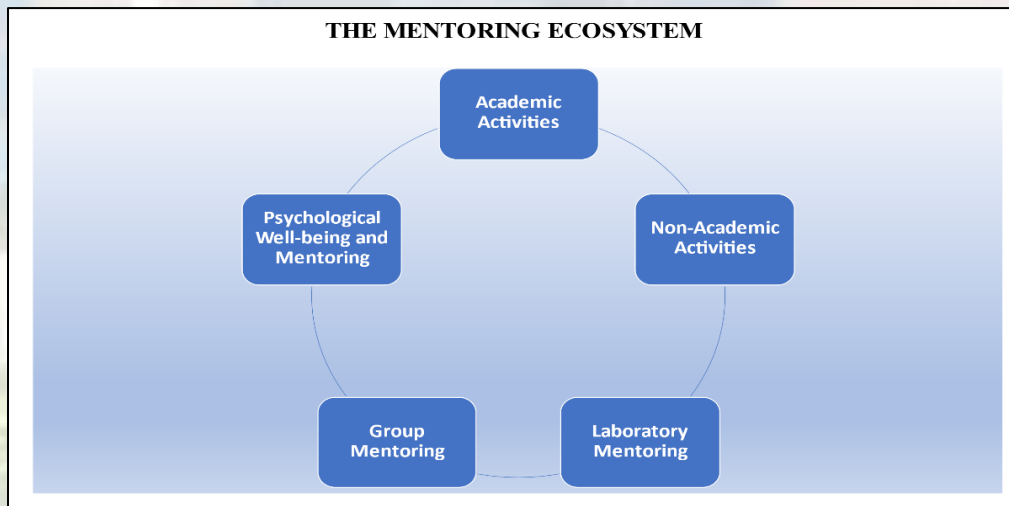 THE MENTORING ECOSYSTEM
Academic
Activities
Non-Academic
Activities
Laboratory
Mentoring
Group
Mentoring
Psychological
Well-being and
Mentoring